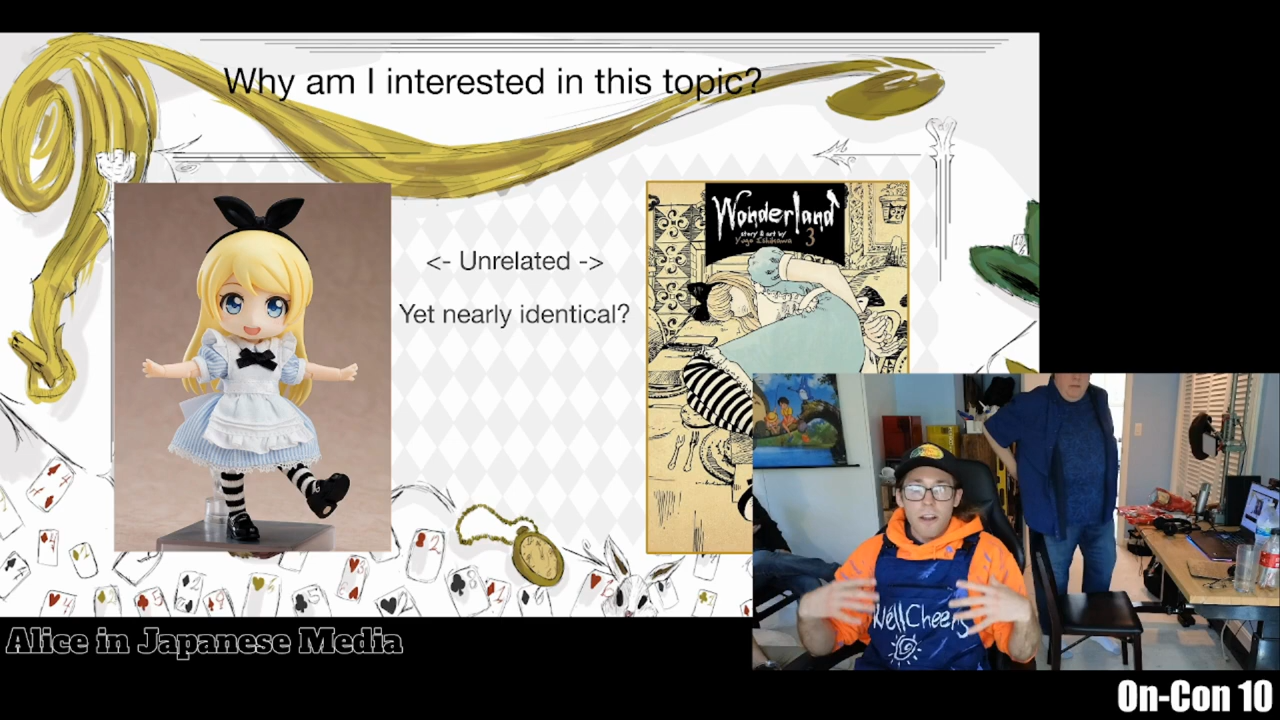 Why am I interested in this topic?
<- Unrelated ->
Yet nearly identical?
Wonderland
story & art by
Yugo Ishikawa 3
WellCheers
Alice in Japanese Media
On-Con 10